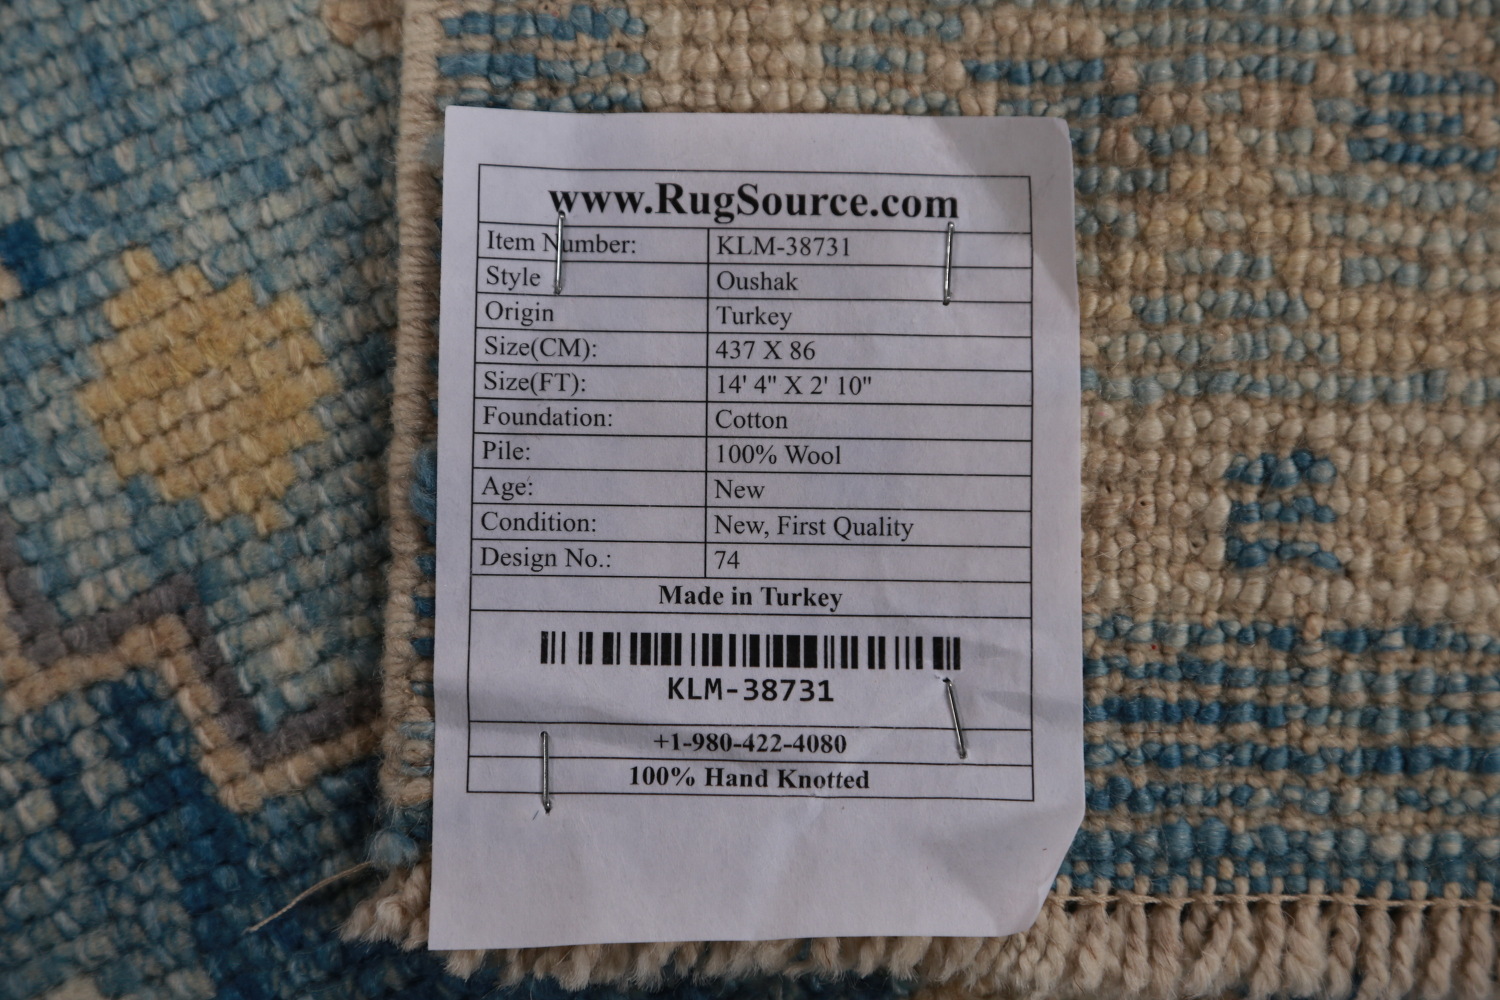 www.RugSource.com
Item Number: KLM-38731
Style Oushak
Origin Turkey
Size(CM): 437 X 86
Size(FT): 14' 4" X 2' 10"
Foundation: Cotton
Pile: 100% Wool
Age: New
Condition: New, First Quality
Design No.: 74
Made in Turkey
KLM-38731
+1-980-422-4080
100% Hand Knotted